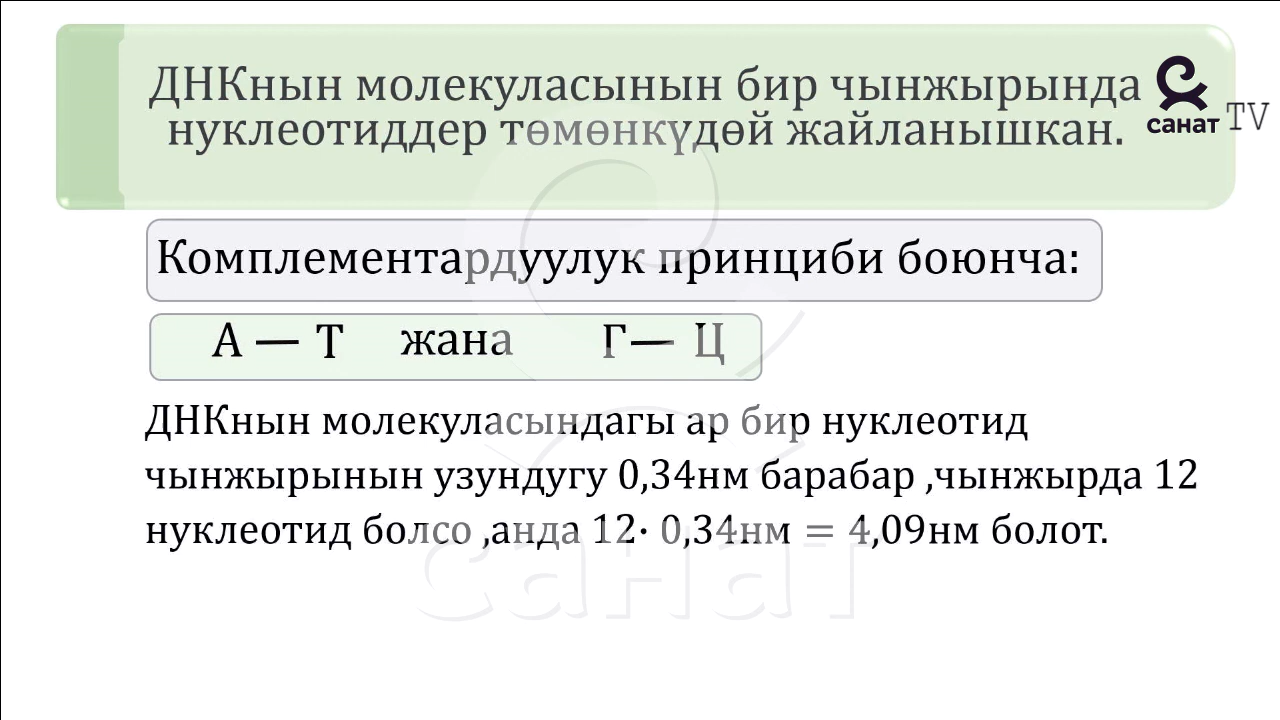 ДНКнын молекуласынын бир чынжырында
нуклеотиддер төмөнкүдөй жайланышкан.
санат TV
Комплементардуулук принциби боюнча:
А — Т жана Г— Ц
ДНКнын молекуласындагы ар бир нуклеотид
чынжырынын узундугу 0,34нм барабар ,чынжырда 12
нуклеотид болсо ,анда 12· 0,34нм = 4,09нм болот.
санат